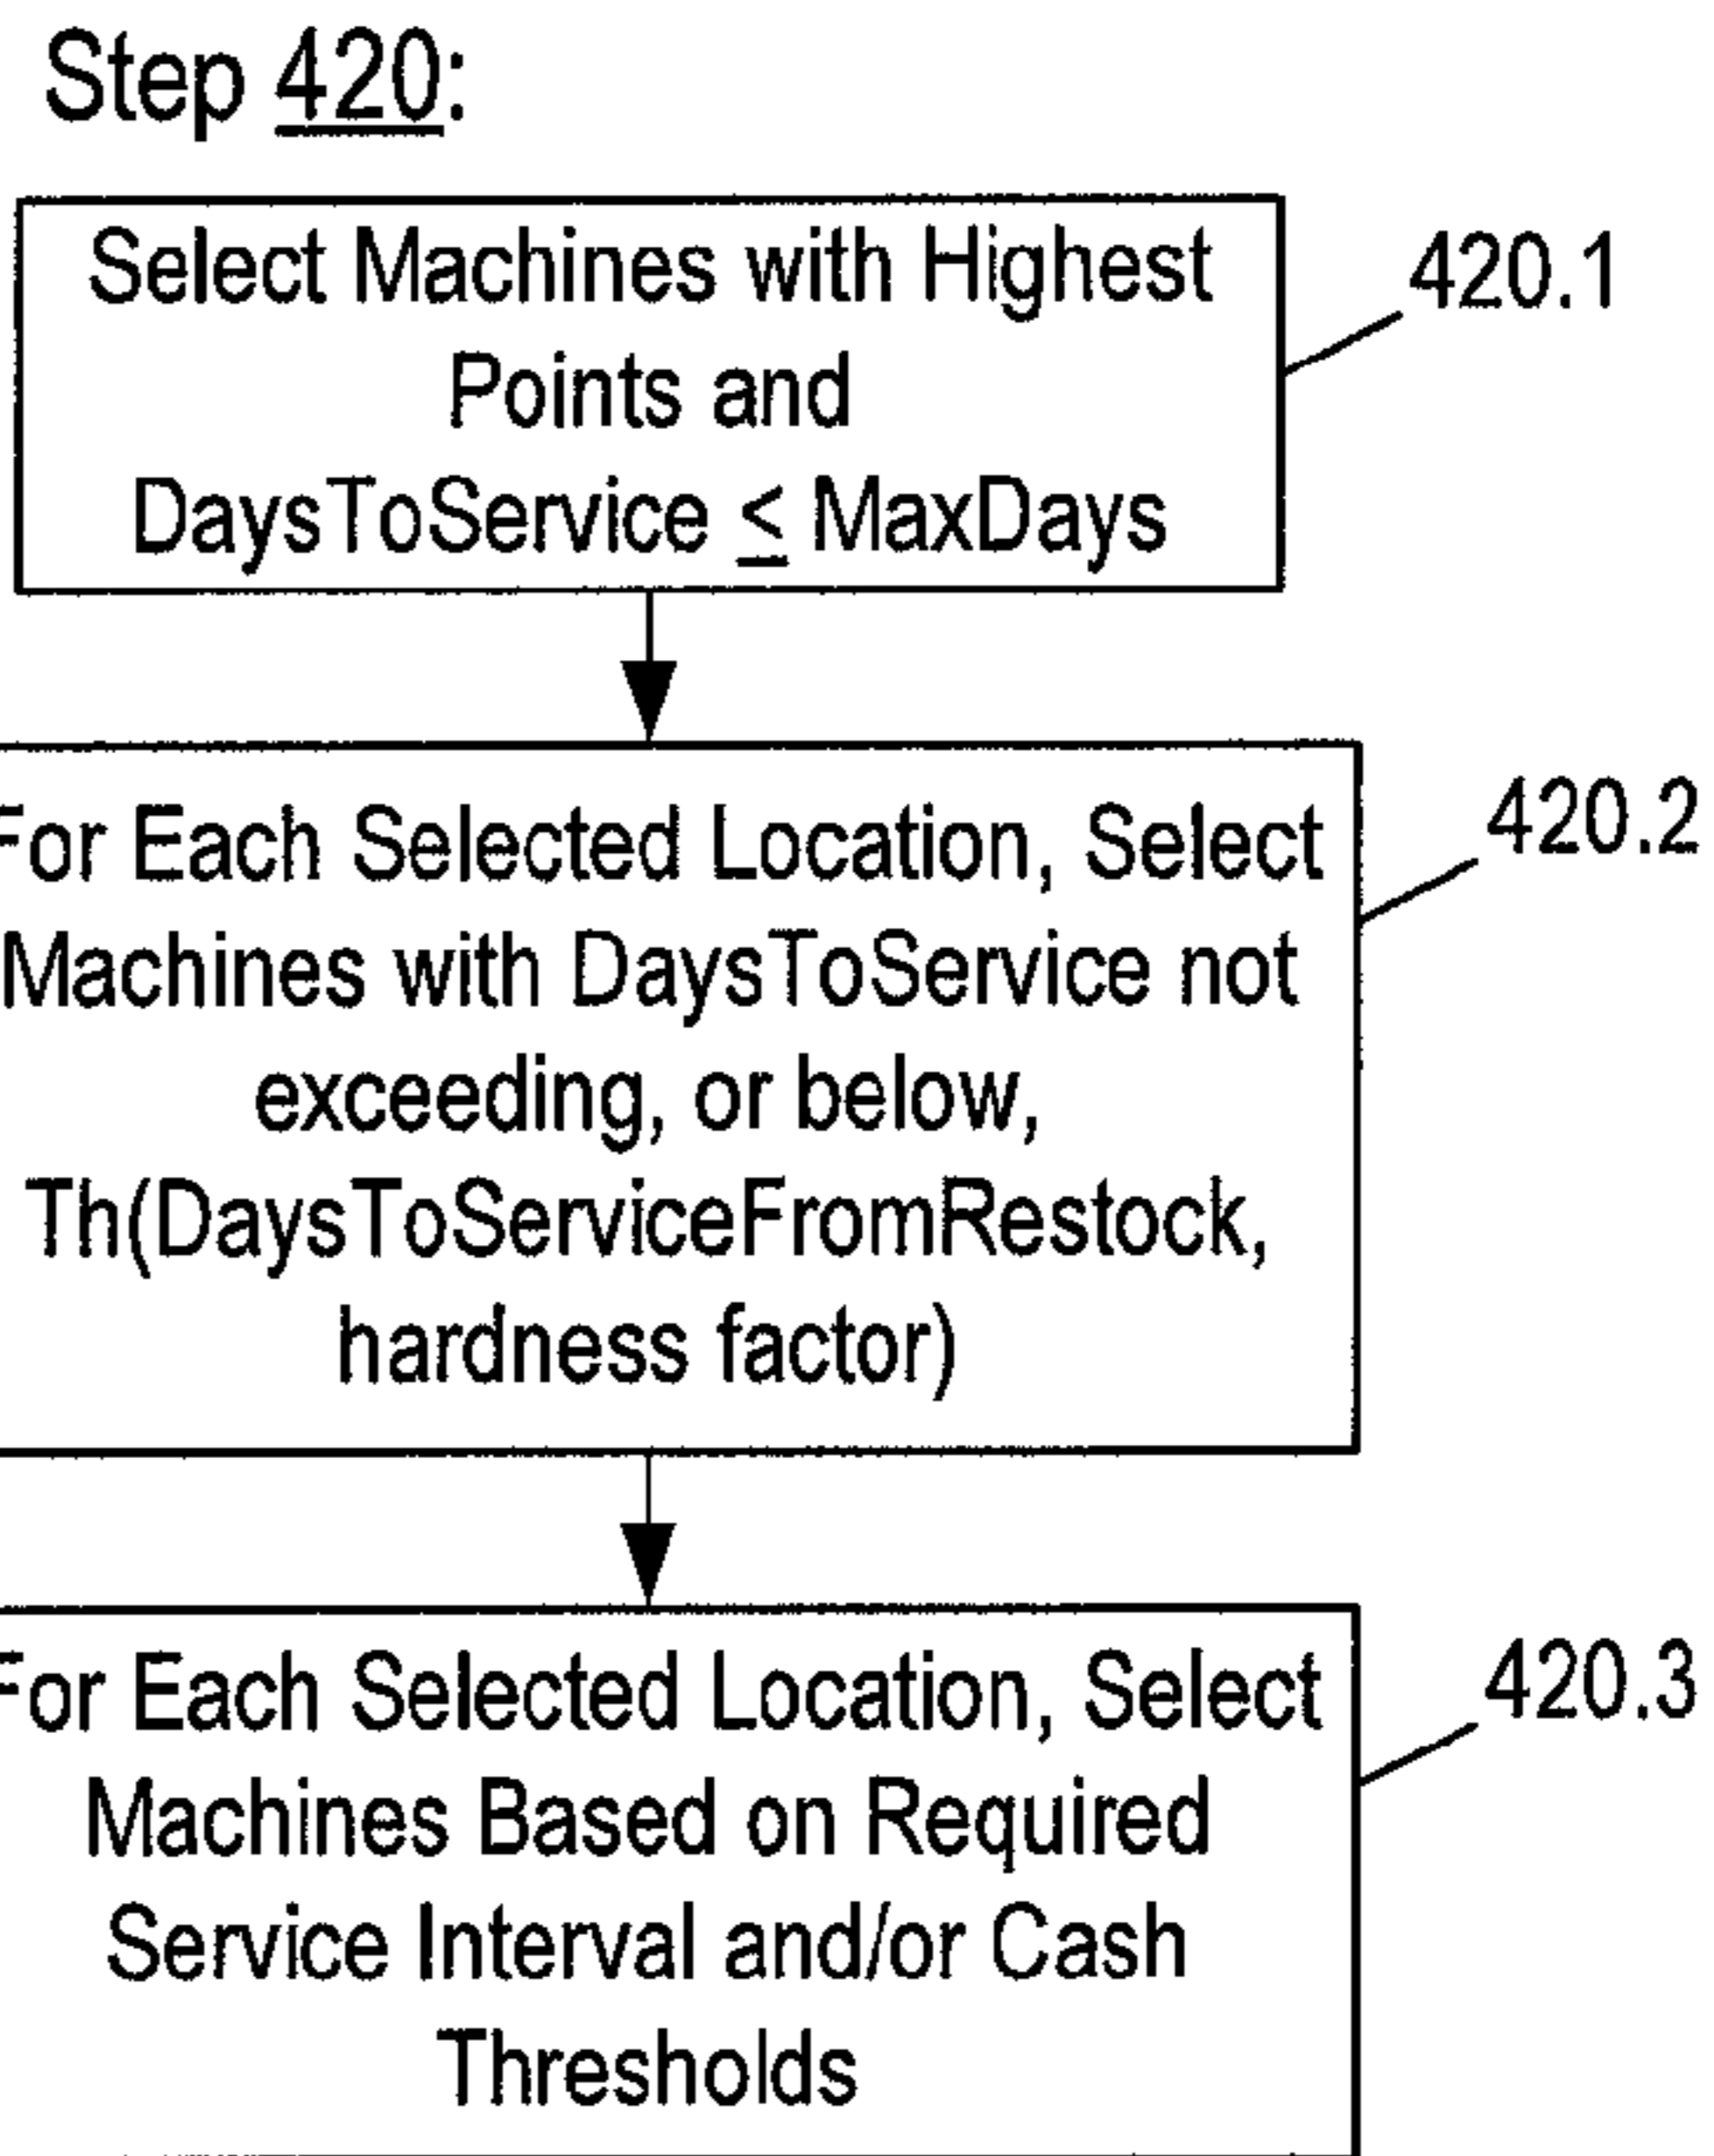 Step 420:
Select Machines with Highest
420.1
Points and
DaysToService ≤ MaxDays
For Each Selected Location, Select
420.2
Machines with DaysToService not
exceeding, or below,
Th(DaysToServiceFromRestock,
hardness factor)
For Each Selected Location, Select
420.3
Machines Based on Required
Service Interval and/or Cash
Thresholds